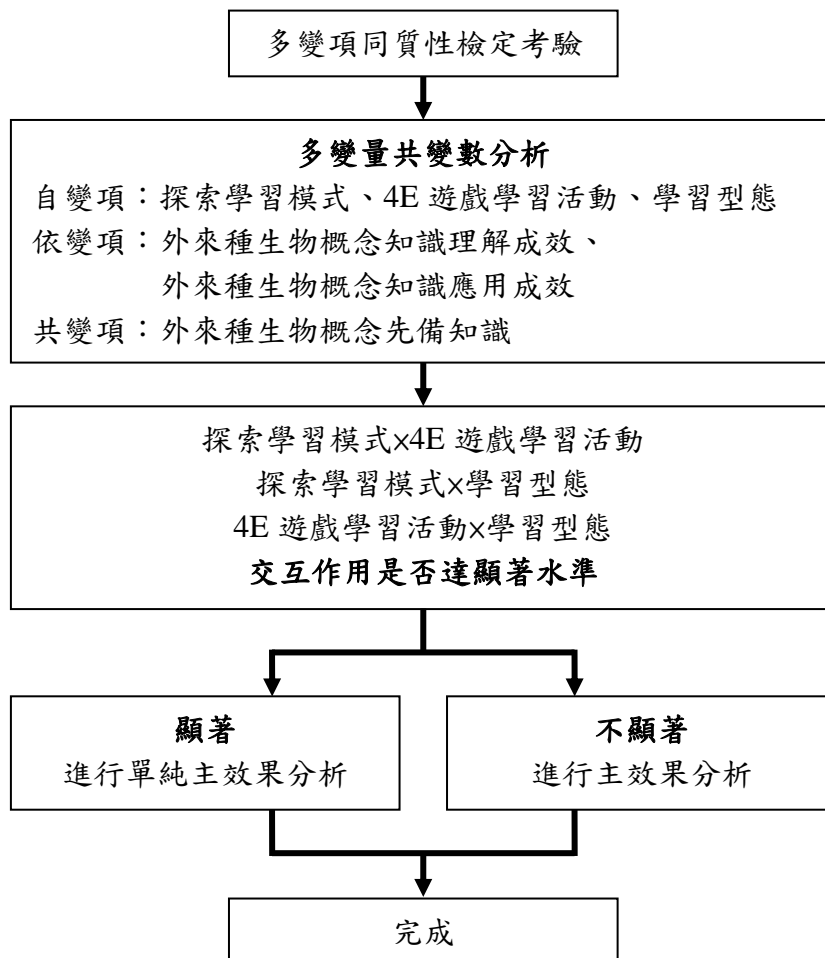 多變項同質性檢定考驗
多變量共變數分析
自變項：探索學習模式、4E 遊戲學習活動、學習型態
依變項：外來種生物概念知識理解成效、
外來種生物概念知識應用成效
共變項：外來種生物概念先備知識
探索學習模式×4E 遊戲學習活動
探索學習模式×學習型態
4E 遊戲學習活動×學習型態
交互作用是否達顯著水準
顯著
進行單純主效果分析
不顯著
進行主效果分析
完成